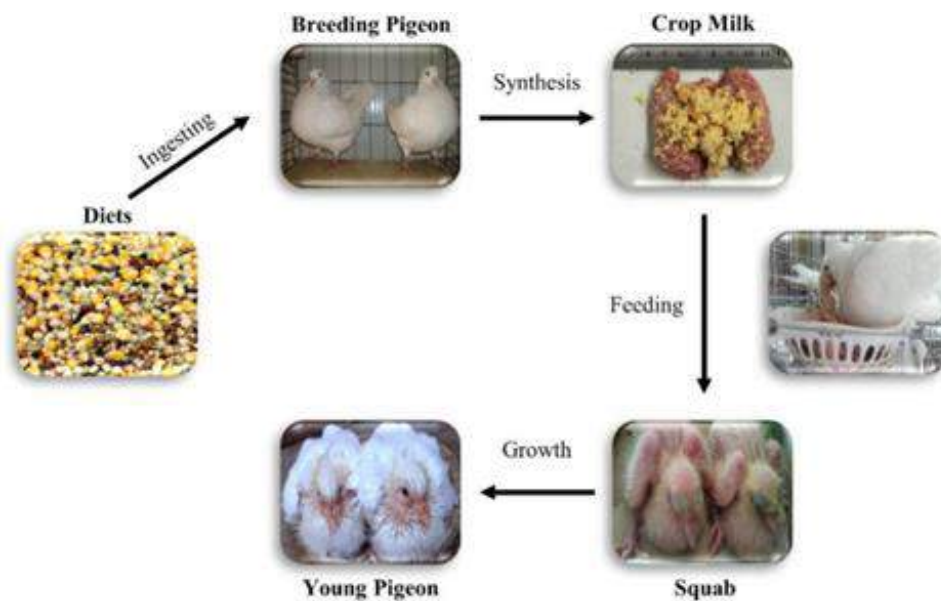 Breeding Pigeon
Crop Milk
Synthesis
Ingesting
Diets
Feeding
Growth
Young Pigeon
Squab